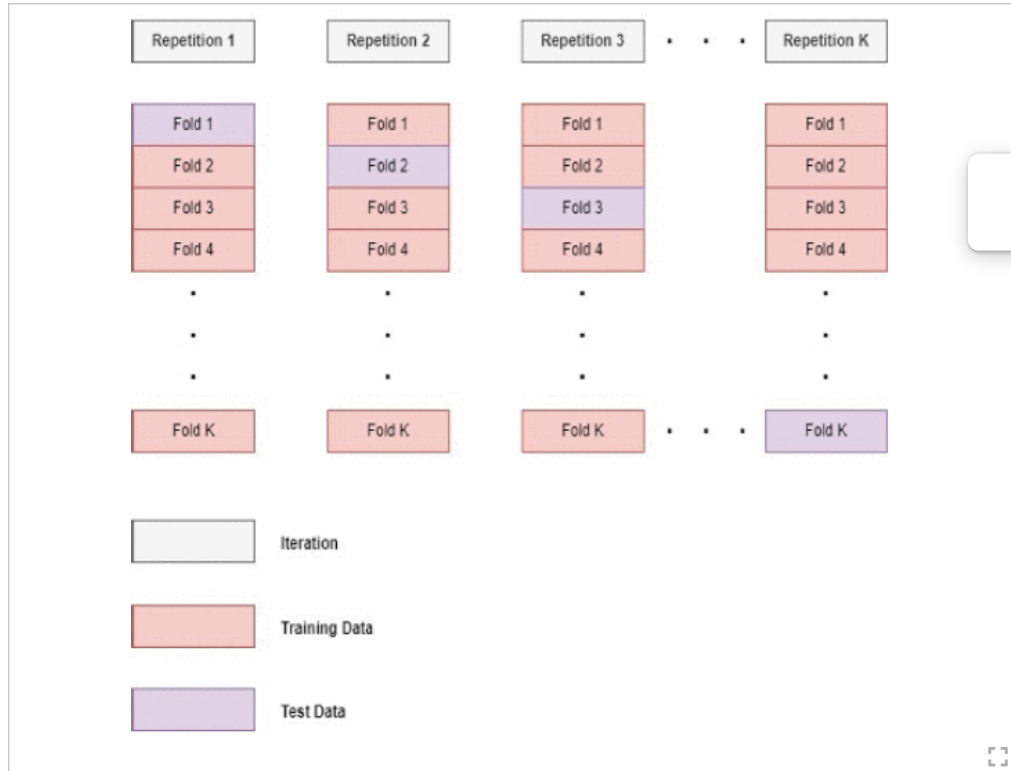 Repetition 1 Repetition 2 Repetition 3 . . . Repetition K
Fold 1 Fold 1 Fold 1 Fold 1
Fold 2 Fold 2 Fold 2 Fold 2
Fold 3 Fold 3 Fold 3 Fold 3
Fold 4 Fold 4 Fold 4 Fold 4
. . . .
. . . .
. . . .
Fold K Fold K Fold K . . . Fold K
Iteration
Training Data
Test Data